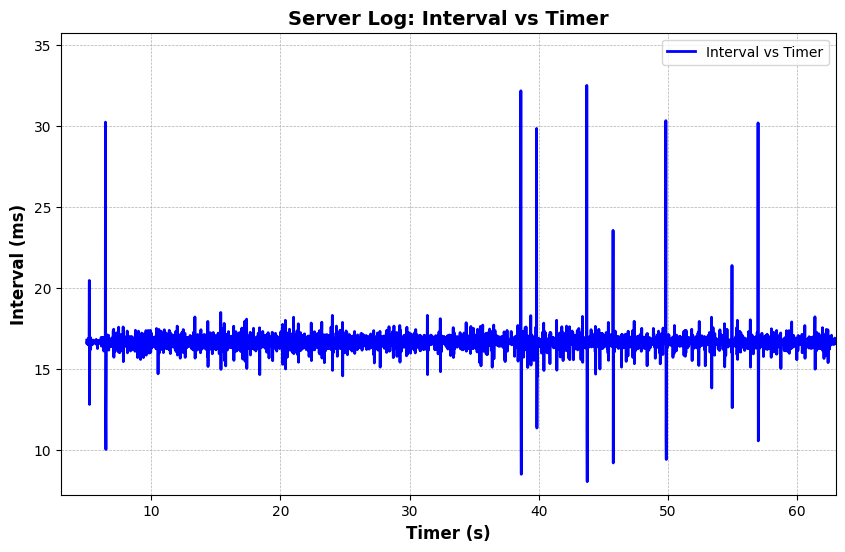 Server Log: Interval vs Timer
Interval vs Timer
35
30
25
20
15
10
Interval (ms)
10 20 30 40 50 60
Timer (s)